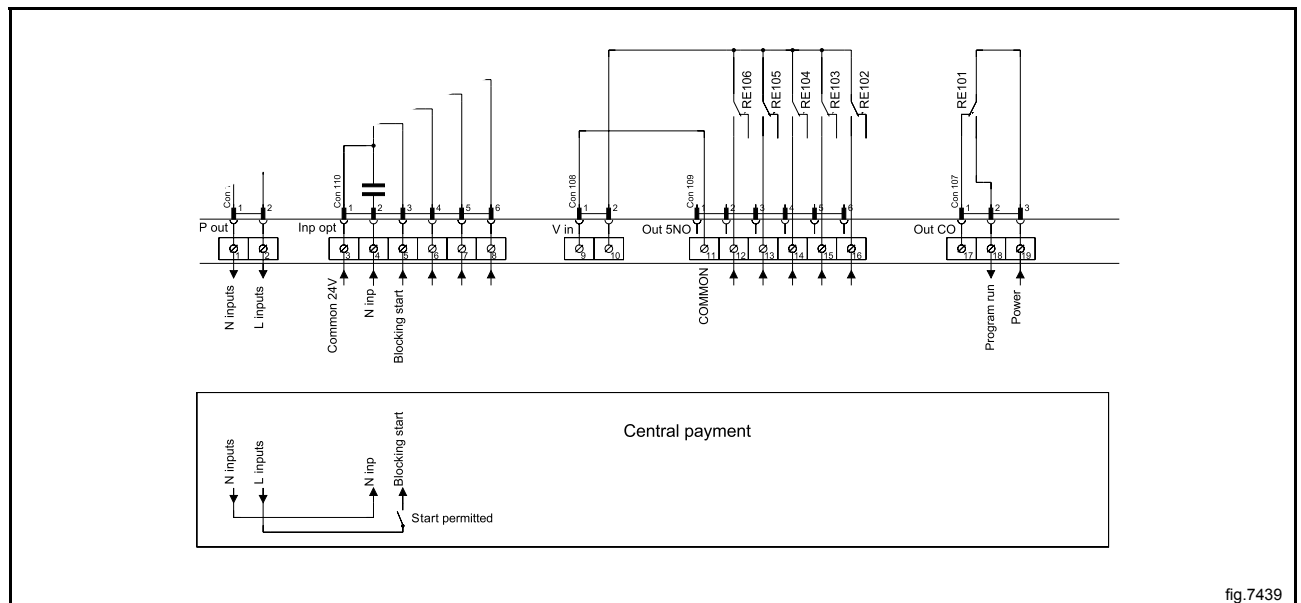 RE106
RE105
RE104
RE103
RE102
RE101
Con
Con 110
Con 108
Con 109
Con 107
1 2
1 2 3 4 5 6
1 2
1 2 3 4 5 6
1 2 3
P out
Inp opt
V in
Out 5NO
Out CO
1 2
3 4 5 6 7 8
9 10
11 12 13 14 15 16
17 18 19
N inputs
L inputs
Common 24V
N inp
Blocking start
COMMON
Program run
Power
Central payment
N inputs
L inputs
N inp
Blocking start
Start permitted
fig.7439